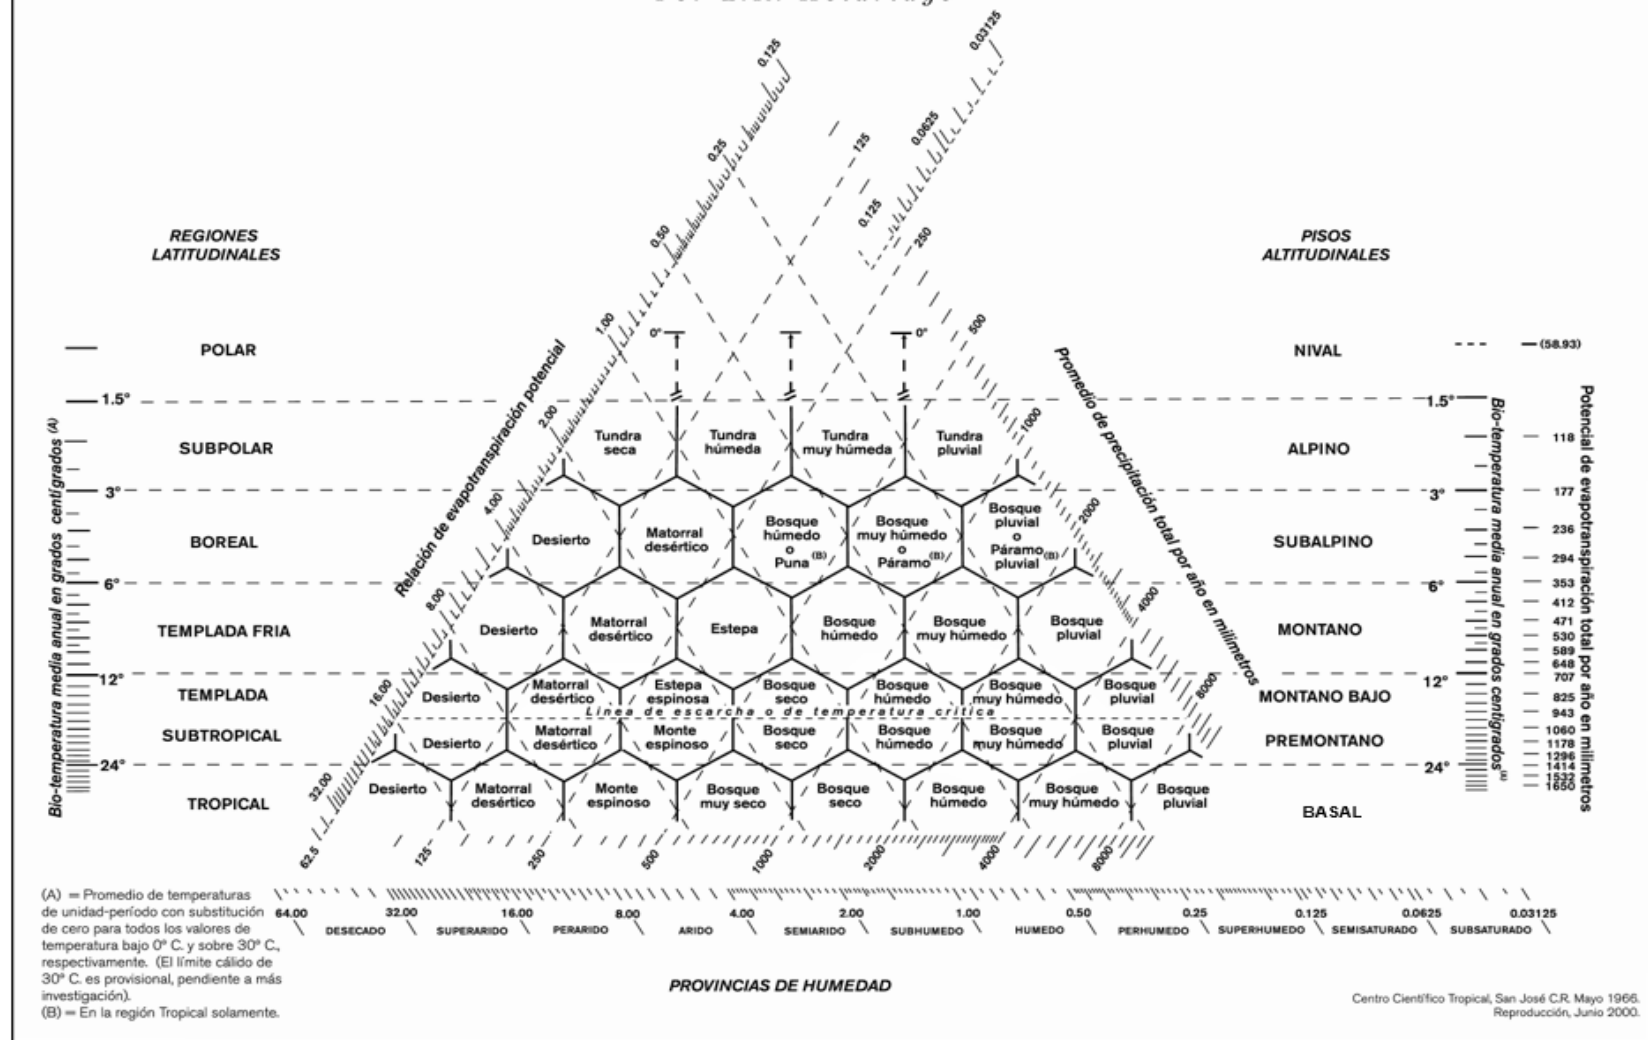 0.125
0.03125
0.25
125
0.0625
0.50
0.125
250
REGIONES
LATITUDINALES
PISOS
ALTITUDINALES
1.00
0°
0°
500
POLAR
NIVAL
(58.93)
1.5°
1.5°
2.00
1000
Tundra
seca
Tundra
húmeda
Tundra
muy húmeda
Tundra
pluvial
SUBPOLAR
ALPINO
118
3°
3°
177
4.00
2000
BOREAL
Desierto
Matorral
desértico
Bosque
húmedo
o
Puna (B)
Bosque
muy húmedo
o
Páramo (B)
Bosque
pluvial
o
Páramo (B)
pluvial
SUBALPINO
236
294
6°
6°
353
8.00
4000
412
TEMPLADA FRIA
Desierto
Matorral
desértico
Estepa
Bosque
húmedo
Bosque
muy húmedo
Bosque
pluvial
MONTANO
471
530
589
648
12°
12°
707
16.00
8000
TEMPLADA
Desierto
Matorral
desértico
Estepa
espinosa
Bosque
seco
Bosque
húmedo
Bosque
muy húmedo
Bosque
pluvial
MONTANO BAJO
825
Linea de escarcha o de temperatura critica
943
SUBTROPICAL
Desierto
Matorral
desértico
Monte
espinoso
Bosque
seco
Bosque
húmedo
Bosque
muy húmedo
Bosque
pluvial
PREMONTANO
1060
1178
1296
24°
24°
1414
1532
1650
32.00
TROPICAL
Desierto
Matorral
desértico
Monte
espinoso
Bosque
muy seco
Bosque
seco
Bosque
húmedo
Bosque
muy húmedo
Bosque
pluvial
BASAL
62.5
125
250
500
1000
2000
4000
8000
Bio-temperatura media anual en grados centígrados (A)
Relación de evapotranspiración potencial
Promedio de precipitación total por año en milimetros
Bio-temperatura media anual en grados centigrados (A)
Potencial de evapotranspiración total por año en milimetros
64.00 32.00 16.00 8.00 4.00 2.00 1.00 0.50 0.25 0.125 0.0625 0.03125
DESECADO SUPERARIDO PERARIDO ARIDO SEMIARIDO SUBHUMEDO HUMEDO PERHUMEDO SUPERHUMEDO SEMISATURADO SUBSATURADO
PROVINCIAS DE HUMEDAD
(A) = Promedio de temperaturas
de unidad-período con substitución
de cero para todos los valores de
temperatura bajo 0° C. y sobre 30° C.,
respectivamente. (El límite cálido de
30° C. es provisional, pendiente a más
investigación).
(B) = En la región Tropical solamente.
Centro Científico Tropical, San José C.R. Mayo 1966.
Reproducción, Junio 2000.